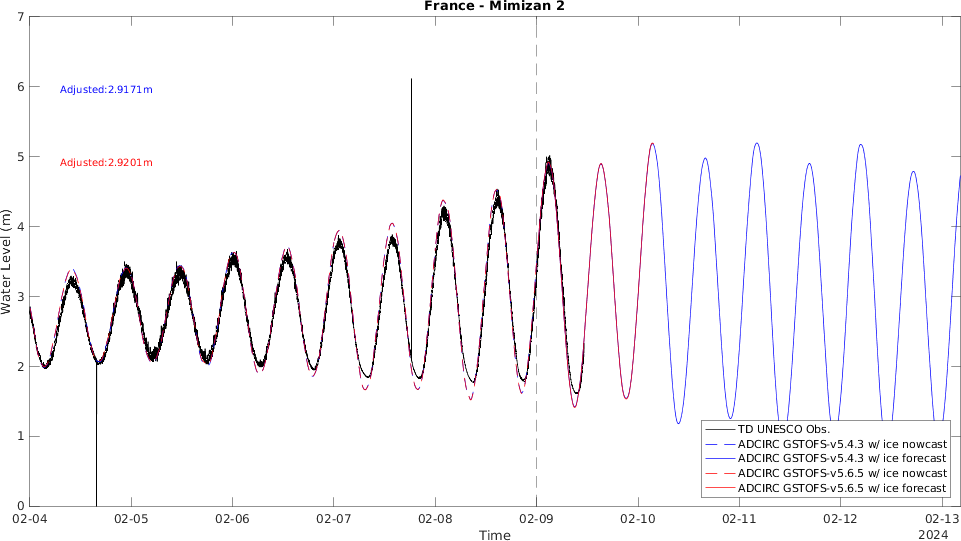 France - Mimizan 2
7
6
5
4
3
2
1
0
Water Level (m)
Adjusted:2.9171m
Adjusted:2.9201m
TD UNESCO Obs.
ADCIRC GSTOFS-v5.4.3 w/ ice nowcast
ADCIRC GSTOFS-v5.4.3 w/ ice forecast
ADCIRC GSTOFS-v5.6.5 w/ ice nowcast
ADCIRC GSTOFS-v5.6.5 w/ ice forecast
02-04 02-05 02-06 02-07 02-08 02-09 02-10 02-11 02-12 02-13
Time
2024